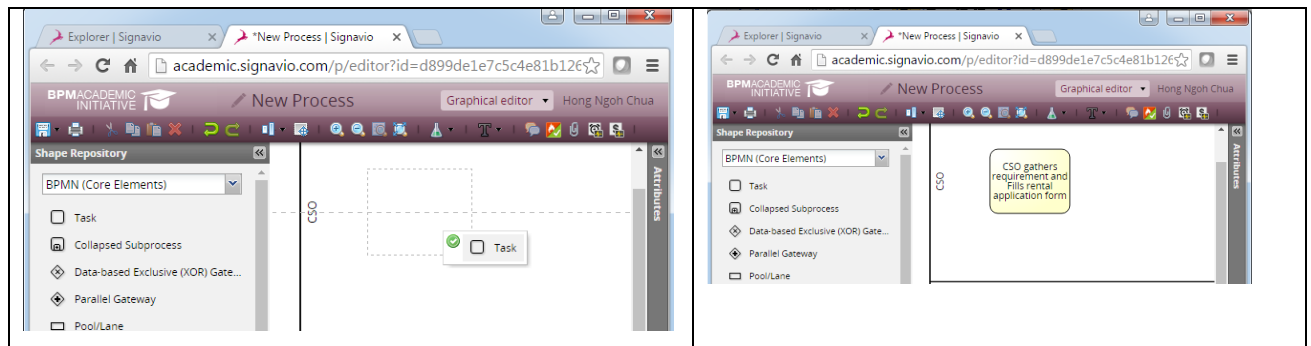 Explorer | Signavio
*New Process | Signavio
academic.signavio.com/p/editor?id=d899de1e7c5c4e81b126
BPMACADEMIC
INITIATIVE
New Process
Graphical editor
Hong Ngoh Chua
Shape Repository
BPMN (Core Elements)
Task
Collapsed Subprocess
Data-based Exclusive (XOR) Gate...
Parallel Gateway
Pool/Lane
CSO
Task
Attributes
Explorer | Signavio
*New Process | Signavio
academic.signavio.com/p/editor?id=d899de1e7c5c4e81b126
BPMACADEMIC
INITIATIVE
New Process
Graphical editor
Hong Ngoh Chua
Shape Repository
BPMN (Core Elements)
Task
Collapsed Subprocess
Data-based Exclusive (XOR) Gate...
Parallel Gateway
Pool/Lane
CSO
CSO gathers
requirement and
Fills rental
application form
Attributes